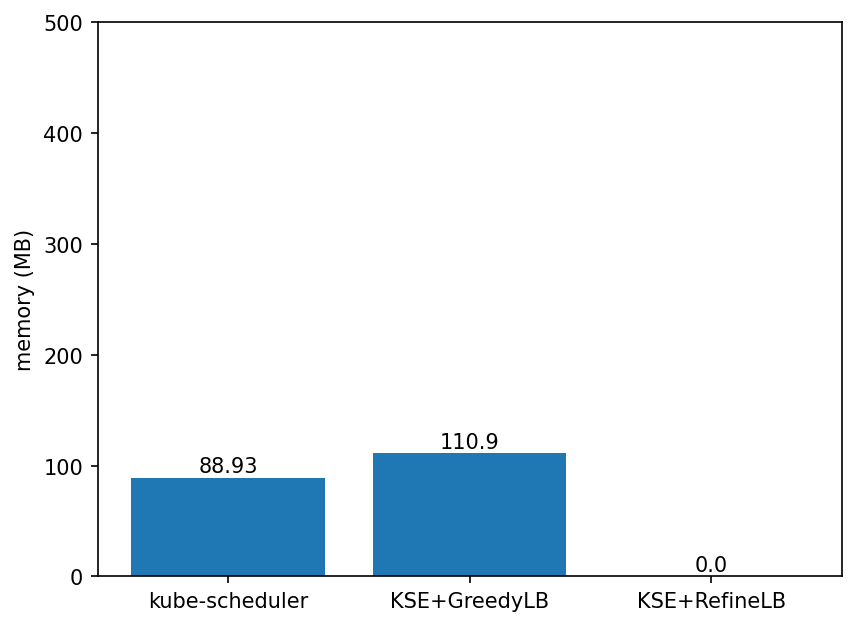 500
400
300
200
100
0
memory (MB)
88.93
110.9
0.0
kube-scheduler
KSE+GreedyLB
KSE+RefineLB